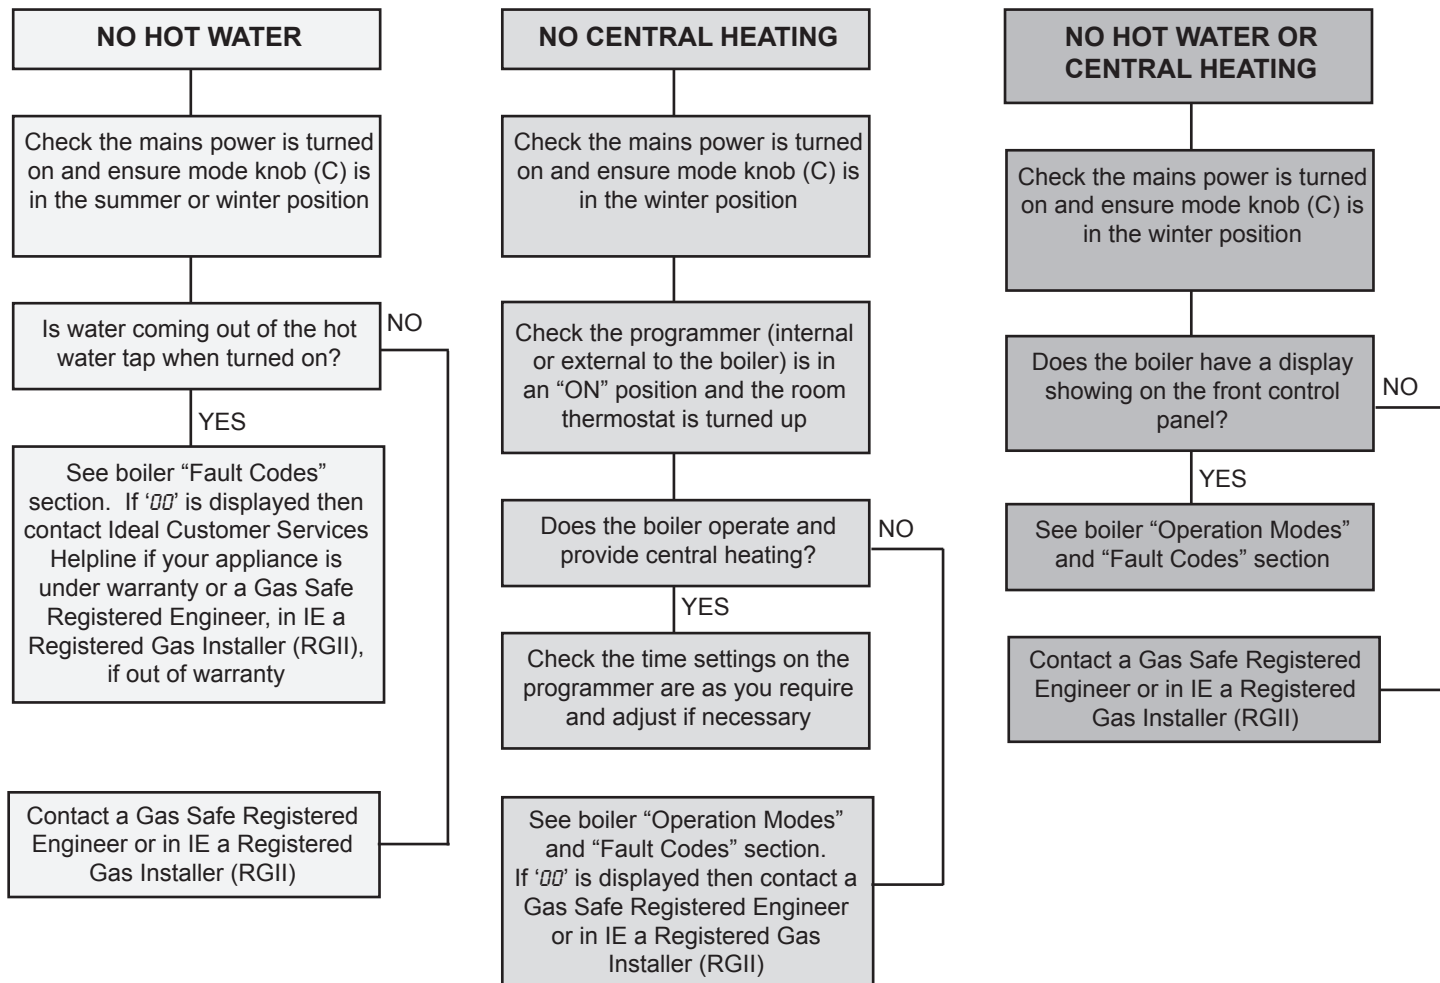 NO HOT WATER
Check the mains power is turned
on and ensure mode knob (C) is
in the summer or winter position
Is water coming out of the hot
water tap when turned on?
NO
YES
See boiler “Fault Codes”
section.  If ‘00’ is displayed then
contact Ideal Customer Services
Helpline if your appliance is
under warranty or a Gas Safe
Registered Engineer, in IE a
Registered Gas Installer (RGII),
if out of warranty
Contact a Gas Safe Registered
Engineer or in IE a Registered
Gas Installer (RGII)
NO CENTRAL HEATING
Check the mains power is turned
on and ensure mode knob (C) is
in the winter position
Check the programmer (internal
or external to the boiler) is in
an “ON” position and the room
thermostat is turned up
Does the boiler operate and
provide central heating?
NO
YES
Check the time settings on the
programmer are as you require
and adjust if necessary
See boiler “Operation Modes”
and “Fault Codes” section.
If ‘00’ is displayed then contact a
Gas Safe Registered Engineer
or in IE a Registered Gas
Installer (RGII)
NO HOT WATER OR
CENTRAL HEATING
Check the mains power is turned
on and ensure mode knob (C) is
in the winter position
Does the boiler have a display
showing on the front control
panel?
NO
YES
See boiler “Operation Modes”
and “Fault Codes” section
Contact a Gas Safe Registered
Engineer or in IE a Registered
Gas Installer (RGII)